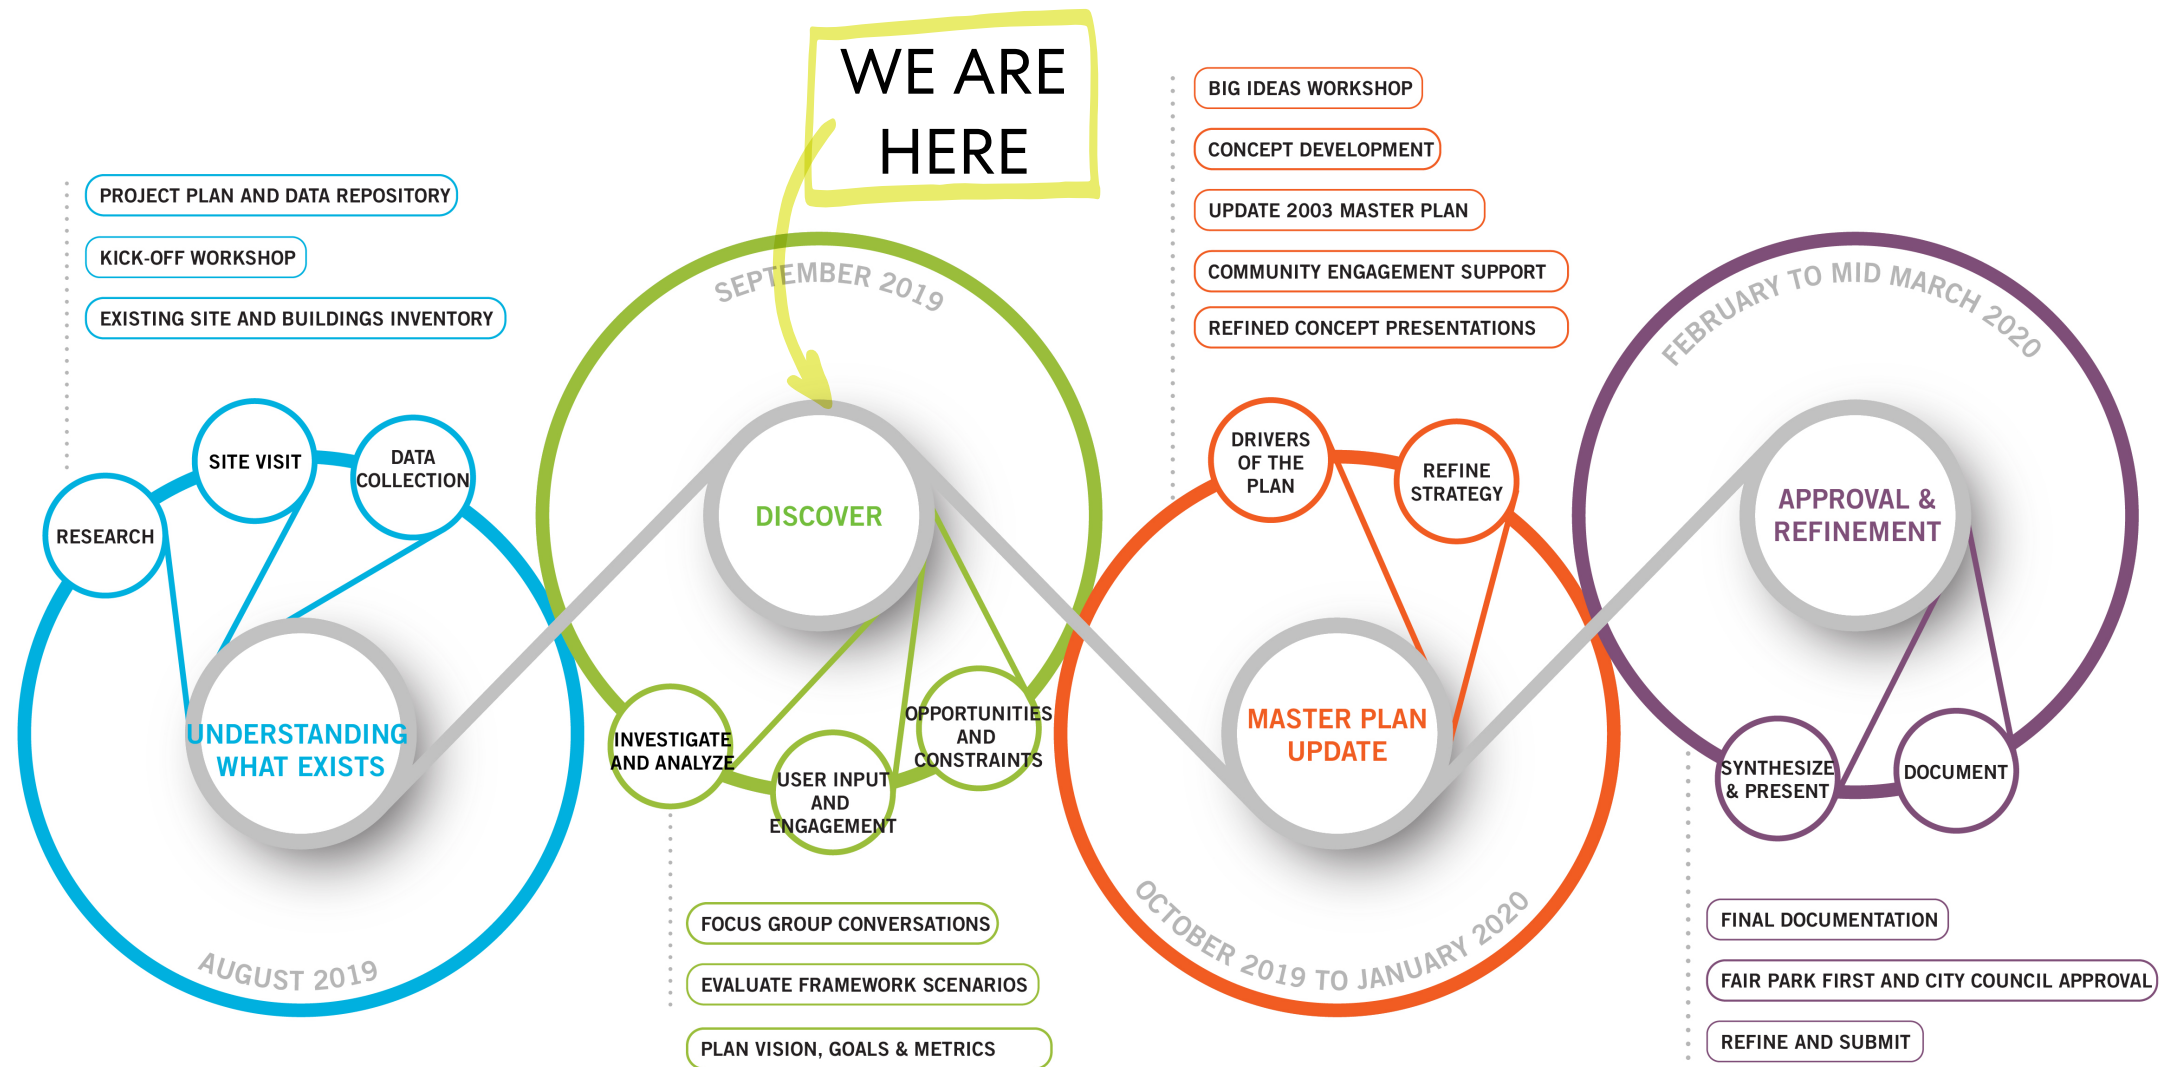 WE ARE
HERE
PROJECT PLAN AND DATA REPOSITORY
KICK-OFF WORKSHOP
EXISTING SITE AND BUILDINGS INVENTORY
RESEARCH
SITE VISIT
DATA
COLLECTION
UNDERSTANDING
WHAT EXISTS
AUGUST 2019
SEPTEMBER 2019
DISCOVER
INVESTIGATE
AND ANALYZE
USER INPUT
AND
ENGAGEMENT
OPPORTUNITIES
AND
CONSTRAINTS
FOCUS GROUP CONVERSATIONS
EVALUATE FRAMEWORK SCENARIOS
PLAN VISION, GOALS & METRICS
BIG IDEAS WORKSHOP
CONCEPT DEVELOPMENT
UPDATE 2003 MASTER PLAN
COMMUNITY ENGAGEMENT SUPPORT
REFINED CONCEPT PRESENTATIONS
DRIVERS
OF THE
PLAN
REFINE
STRATEGY
MASTER PLAN
UPDATE
OCTOBER 2019 TO JANUARY 2020
FEBRUARY TO MID MARCH 2020
APPROVAL &
REFINEMENT
SYNTHESIZE
& PRESENT
DOCUMENT
FINAL DOCUMENTATION
FAIR PARK FIRST AND CITY COUNCIL APPROVAL
REFINE AND SUBMIT